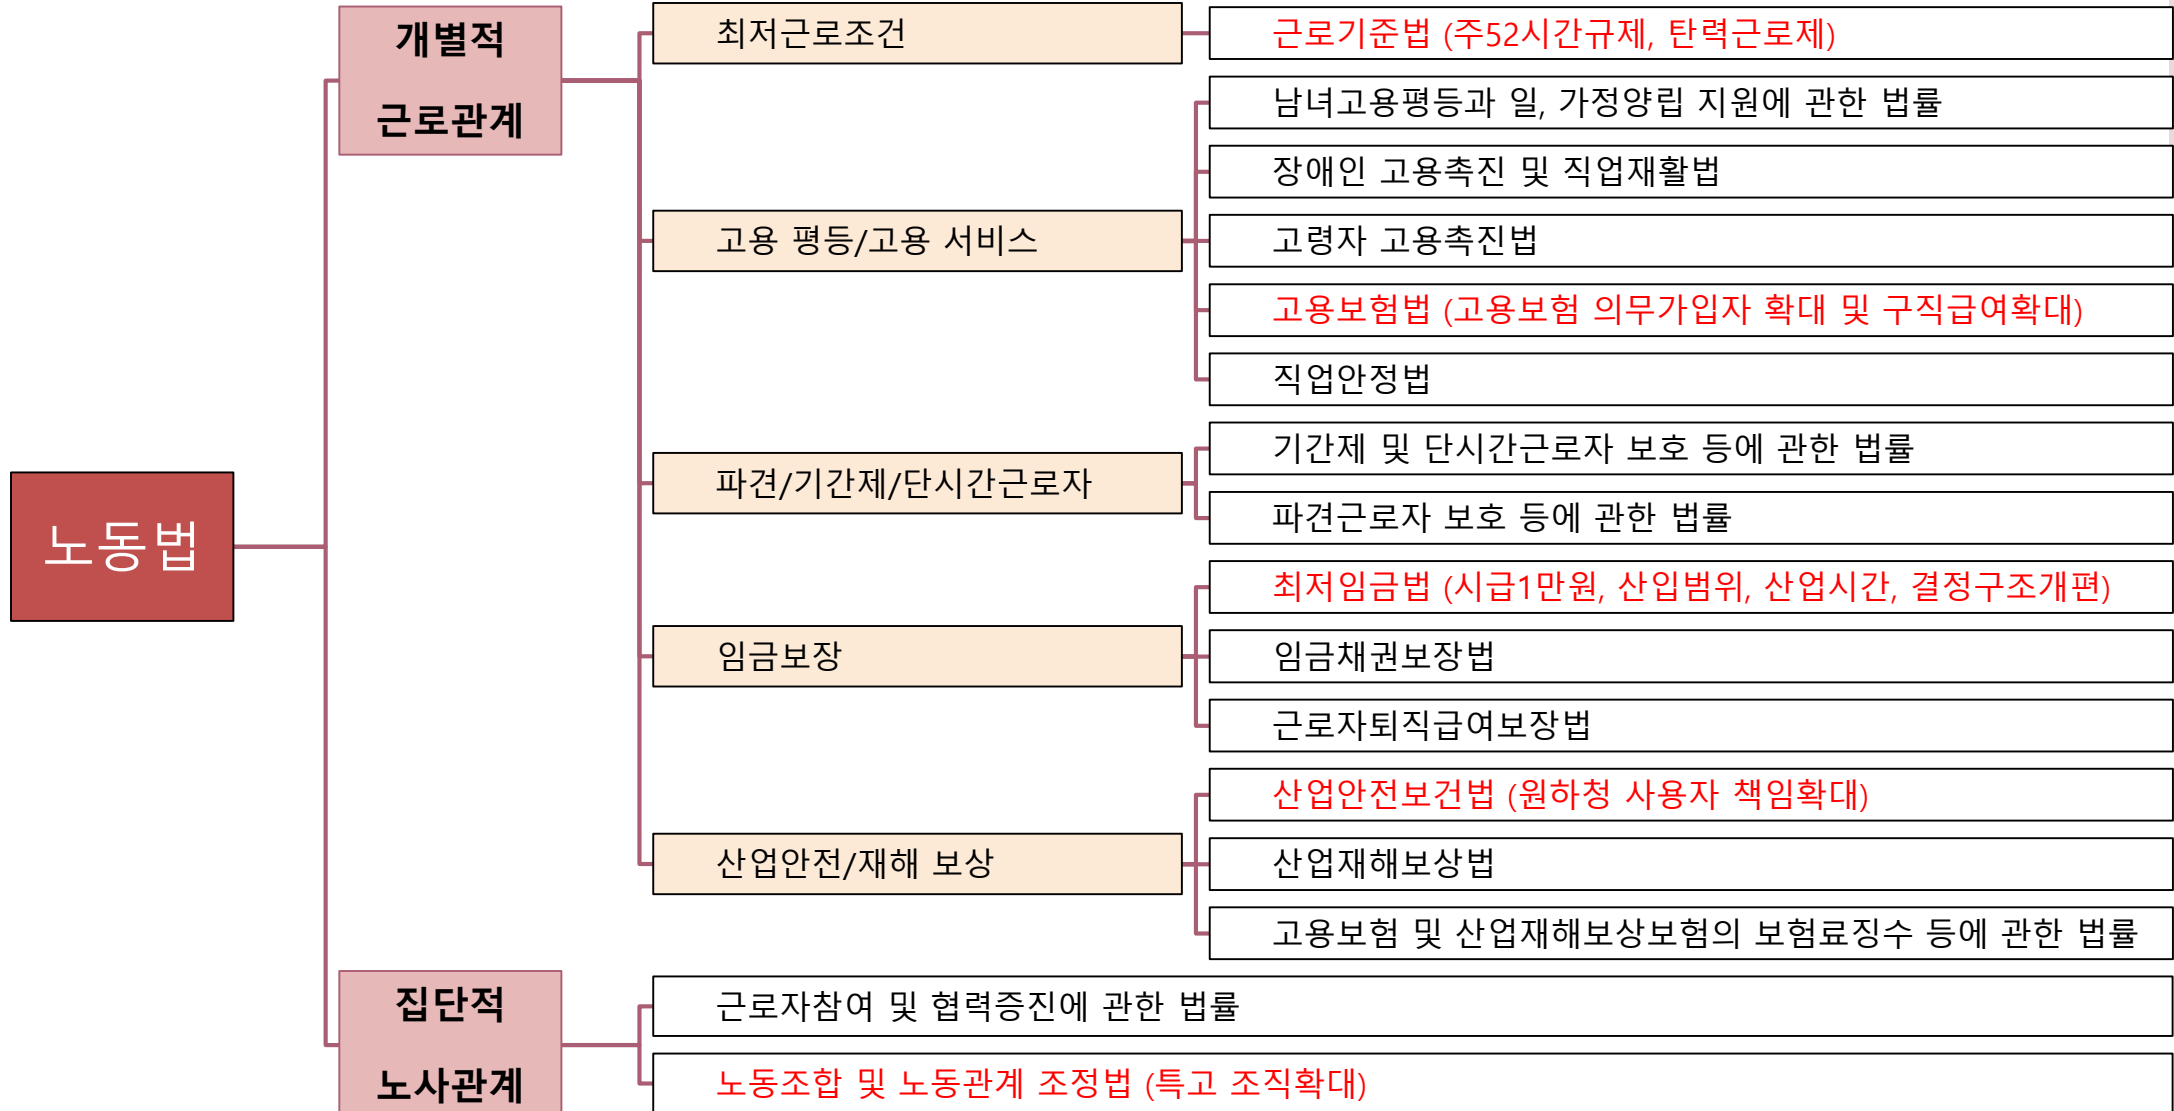 노동법
개별적
근로관계
최저근로조건
근로기준법 (주52시간규제, 탄력근로제)
고용 평등/고용 서비스
남녀고용평등과 일, 가정양립 지원에 관한 법률
장애인 고용촉진 및 직업재활법
고령자 고용촉진법
고용보험법 (고용보험 의무가입자 확대 및 구직급여확대)
직업안정법
파견/기간제/단시간근로자
기간제 및 단시간근로자 보호 등에 관한 법률
파견근로자 보호 등에 관한 법률
임금보장
최저임금법 (시급1만원, 산입범위, 산업시간, 결정구조개편)
임금채권보장법
근로자퇴직급여보장법
산업안전/재해 보상
산업안전보건법 (원하청 사용자 책임확대)
산업재해보상법
고용보험 및 산업재해보상보험의 보험료징수 등에 관한 법률
집단적
노사관계
근로자참여 및 협력증진에 관한 법률
노동조합 및 노동관계 조정법 (특고 조직확대)